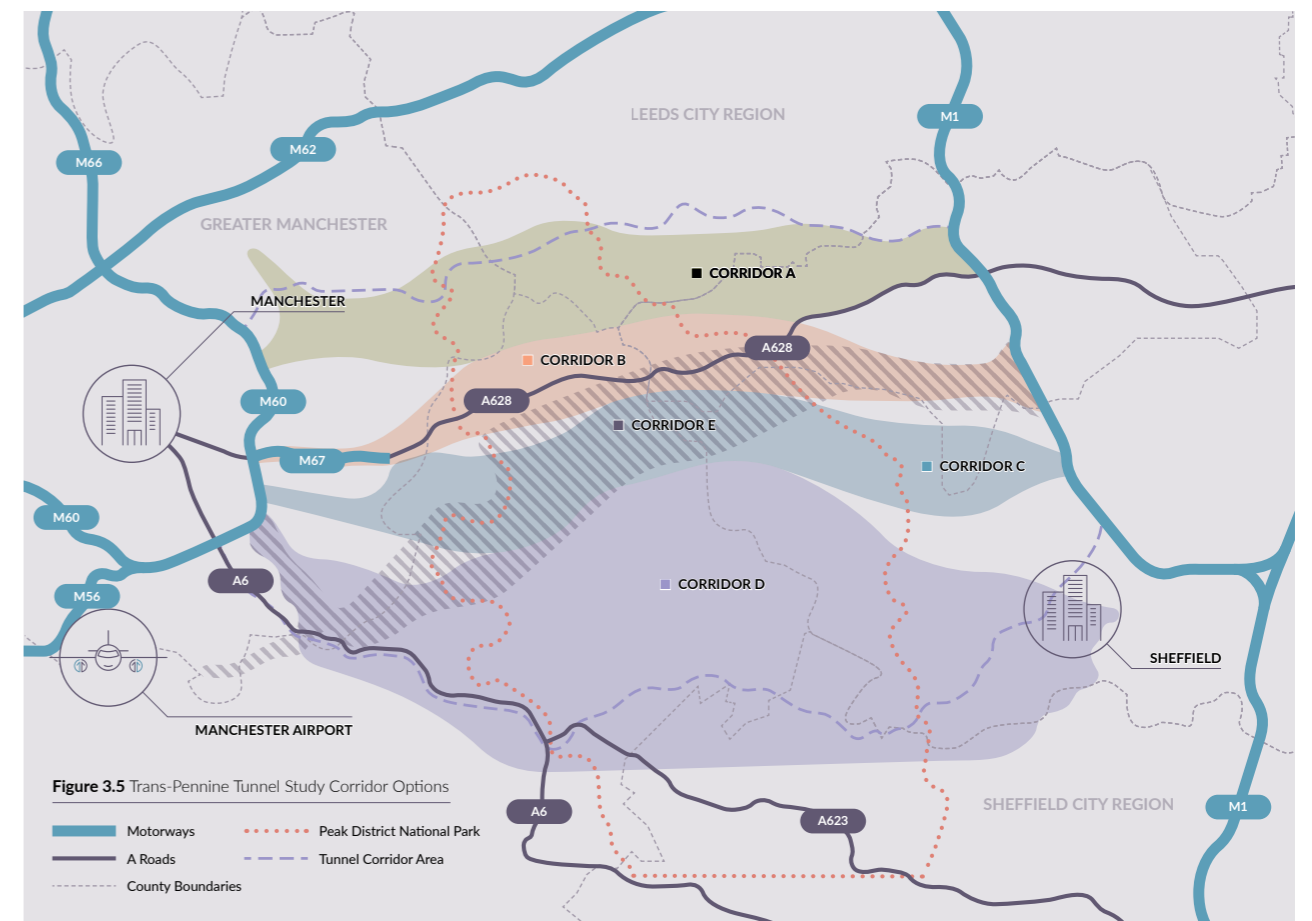 LEEDS CITY REGION
M1
M62
M66
GREATER MANCHESTER
CORRIDOR A
MANCHESTER
A628
CORRIDOR B
A628
M60
CORRIDOR E
M67
CORRIDOR C
M60
A6
CORRIDOR D
M56
SHEFFIELD
MANCHESTER AIRPORT
Figure 3.5 Trans-Pennine Tunnel Study Corridor Options
SHEFFIELD CITY REGION
M1
A6
A623
Motorways
Peak District National Park
A Roads
Tunnel Corridor Area
County Boundaries